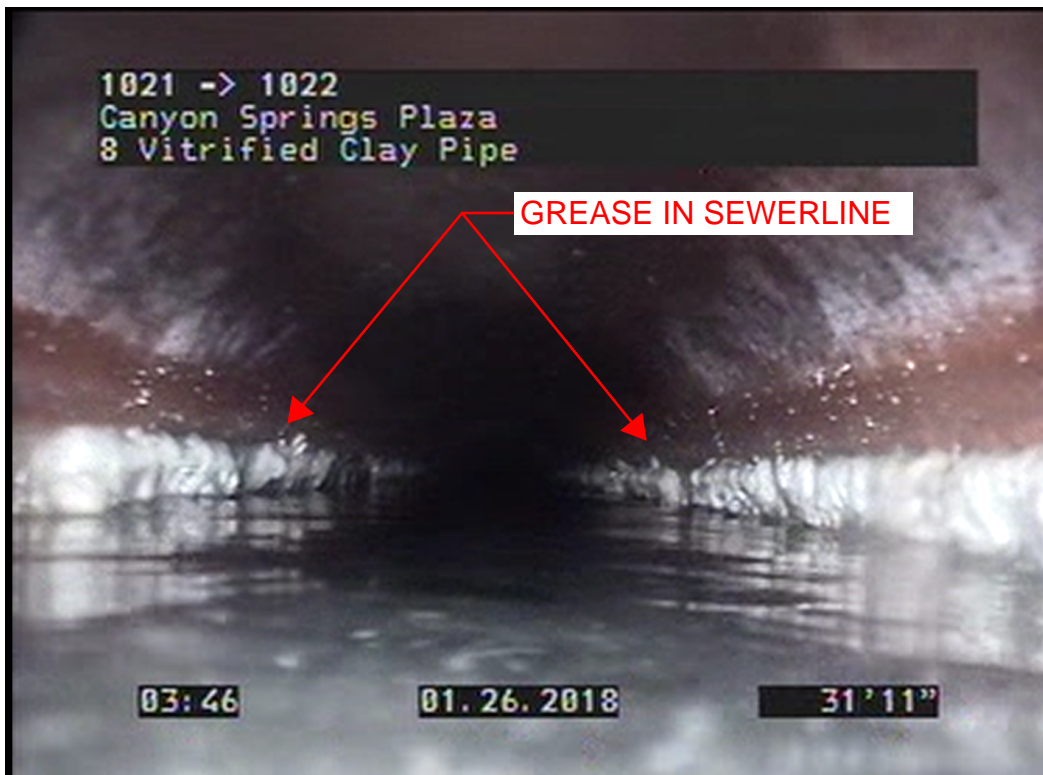 1021 -> 1022
Canyon Springs Plaza
8 Vitrified Clay Pipe
GREASE IN SEWERLINE
03:46 01.26.2018 31'11"